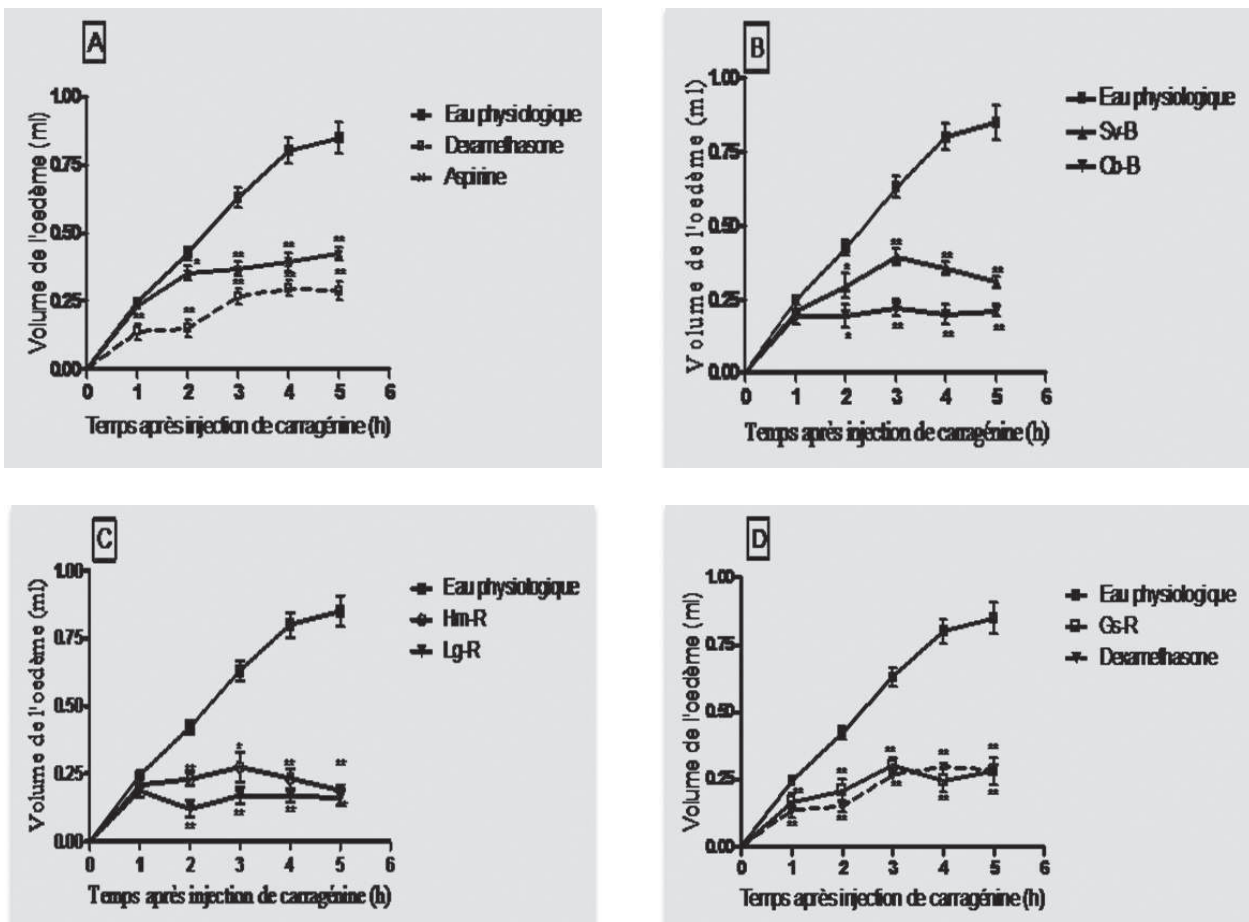 A
Volume de l'oedème (ml)
1.00
0.75
0.50
0.25
0.00
0 1 2 3 4 5 6
Temps après injection de carragénine (h)
Eau physiologique
Dexamethasone
Aspirine
** ** ** ** **
* ** ** **
B
Volume de l'oedème (ml)
1.00
0.75
0.50
0.25
0.00
0 1 2 3 4 5 6
Temps après injection de carragénine (h)
Eau physiologique
Sv-B
Cb-B
* ** ** **
* ** ** **
C
Volume de l'oedème (ml)
1.00
0.75
0.50
0.25
0.00
0 1 2 3 4 5 6
Temps après injection de carragénine (h)
Eau physiologique
Hm-R
Lg-R
** * ** **
** ** ** **
D
Volume de l'oedème (ml)
1.00
0.75
0.50
0.25
0.00
0 1 2 3 4 5 6
Temps après injection de carragénine (h)
Eau physiologique
Gs-R
Dexamethasone
** ** ** ** **
** ** ** ** **